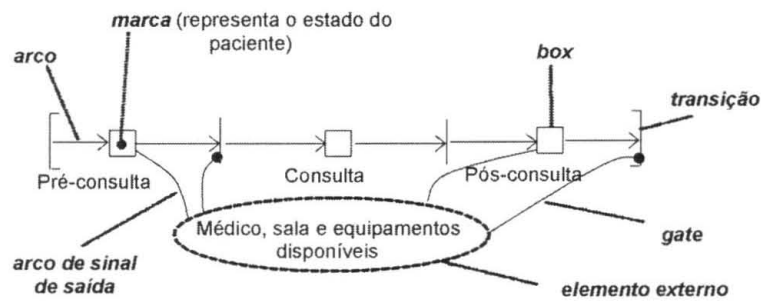 marca (representa o estado do
paciente)
arco
box
transição
Pré-consulta
Consulta
Pós-consulta
Médico, sala e equipamentos
disponíveis
gate
arco de sinal
de saída
elemento externo